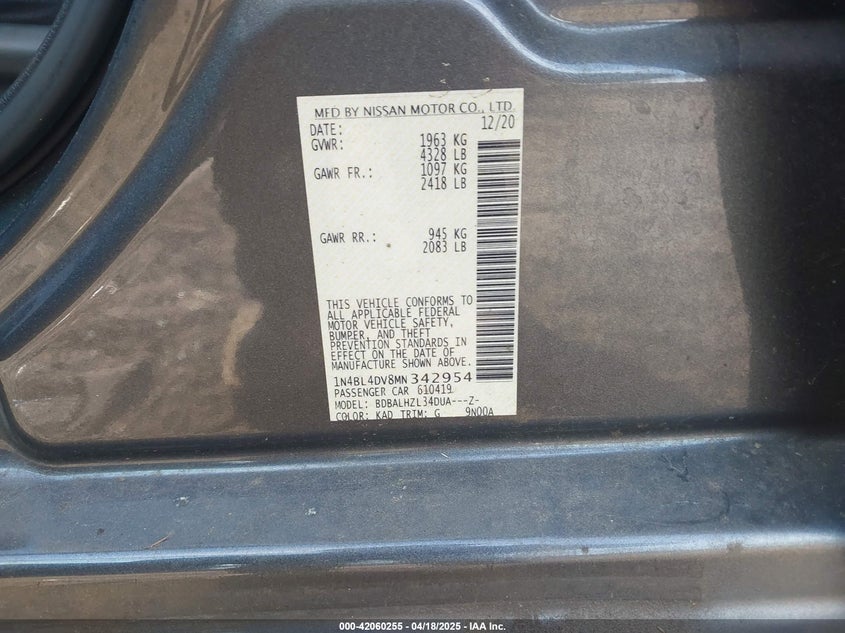 MFD BY NISSAN MOTOR CO., LTD.
DATE: 12/20
GVWR: 1963 KG
4328 LB
GAWR FR.: 1097 KG
2418 LB
GAWR RR.: 945 KG
2083 LB
THIS VEHICLE CONFORMS TO
ALL APPLICABLE FEDERAL
MOTOR VEHICLE SAFETY,
BUMPER, AND THEFT
PREVENTION STANDARDS IN
EFFECT ON THE DATE OF
MANUFACTURE SHOWN ABOVE.
1N4BL4DV8MN342954
PASSENGER CAR 610419
MODEL: BDBALHZL34DUA---Z-
COLOR: KAD TRIM: G 9N00A
000-42060255 - 04/18/2025 - IAA Inc.